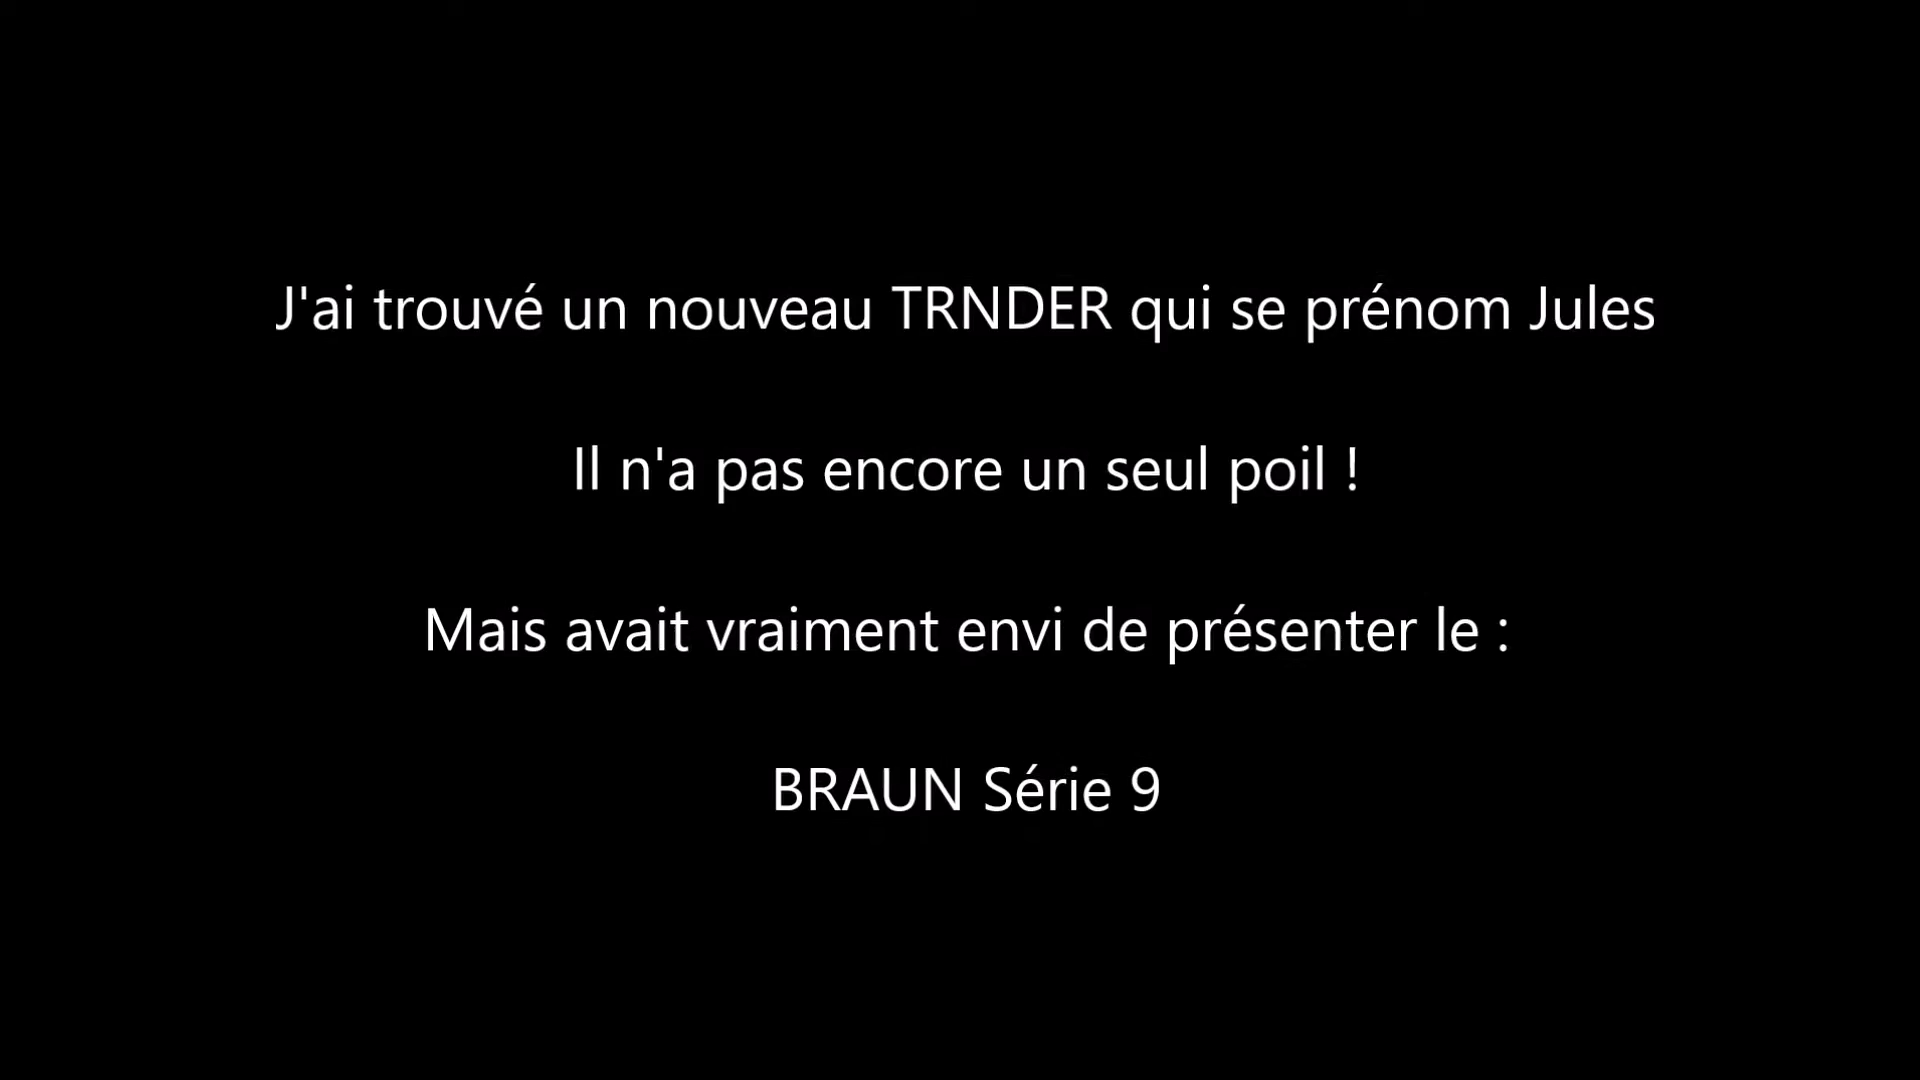 J'ai trouvé un nouveau TRNDER qui se prénom Jules
Il n'a pas encore un seul poil !
Mais avait vraiment envi de présenter le :
BRAUN Série 9